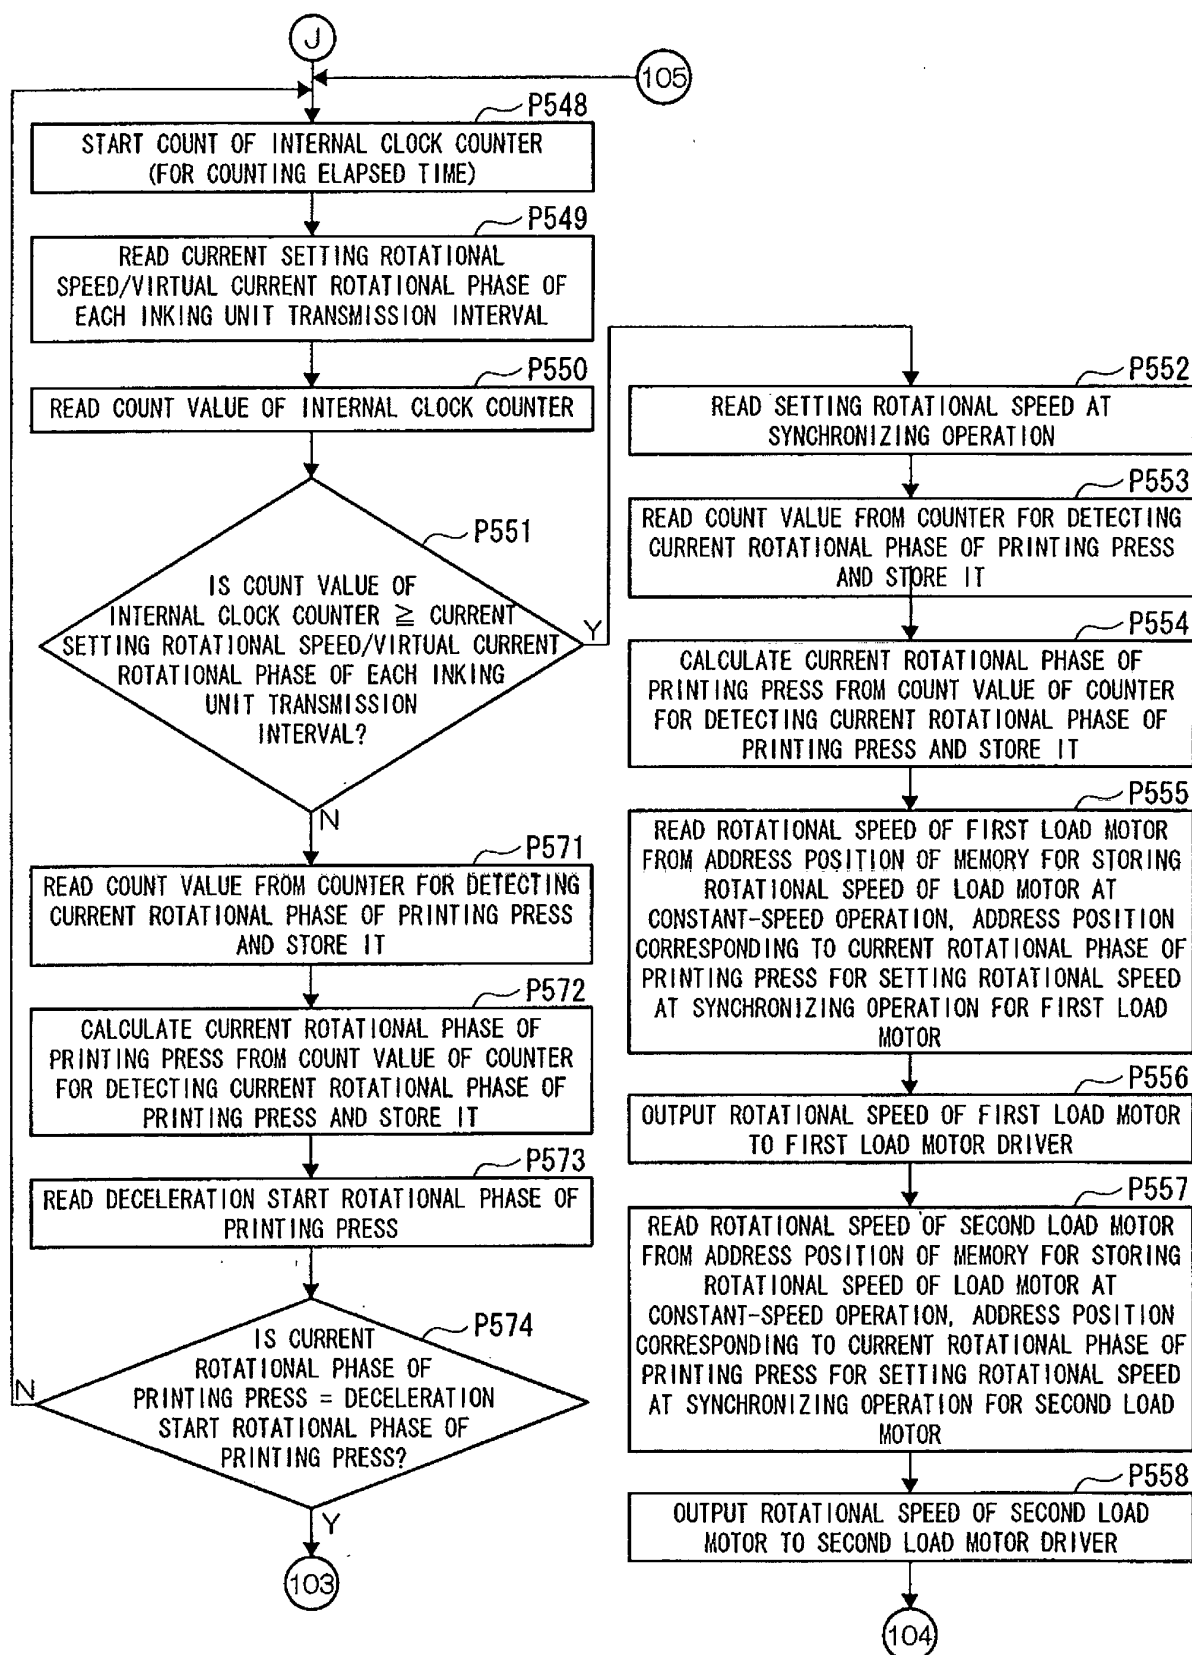 J
105
P548
START COUNT OF INTERNAL CLOCK COUNTER
(FOR COUNTING ELAPSED TIME)
P549
READ CURRENT SETTING ROTATIONAL
SPEED/VIRTUAL CURRENT ROTATIONAL PHASE OF
EACH INKING UNIT TRANSMISSION INTERVAL
P550
READ COUNT VALUE OF INTERNAL CLOCK COUNTER
P551
IS COUNT VALUE OF
INTERNAL CLOCK COUNTER ≧ CURRENT
SETTING ROTATIONAL SPEED/VIRTUAL CURRENT
ROTATIONAL PHASE OF EACH INKING
UNIT TRANSMISSION
INTERVAL?
Y
N
P571
READ COUNT VALUE FROM COUNTER FOR DETECTING
CURRENT ROTATIONAL PHASE OF PRINTING PRESS
AND STORE IT
P572
CALCULATE CURRENT ROTATIONAL PHASE OF
PRINTING PRESS FROM COUNT VALUE OF COUNTER
FOR DETECTING CURRENT ROTATIONAL PHASE OF
PRINTING PRESS AND STORE IT
P573
READ DECELERATION START ROTATIONAL PHASE OF
PRINTING PRESS
P574
IS CURRENT
ROTATIONAL PHASE OF
PRINTING PRESS = DECELERATION
START ROTATIONAL PHASE OF
PRINTING PRESS?
N
Y
103
P552
READ SETTING ROTATIONAL SPEED AT
SYNCHRONIZING OPERATION
P553
READ COUNT VALUE FROM COUNTER FOR DETECTING
CURRENT ROTATIONAL PHASE OF PRINTING PRESS
AND STORE IT
P554
CALCULATE CURRENT ROTATIONAL PHASE OF
PRINTING PRESS FROM COUNT VALUE OF COUNTER
FOR DETECTING CURRENT ROTATIONAL PHASE OF
PRINTING PRESS AND STORE IT
P555
READ ROTATIONAL SPEED OF FIRST LOAD MOTOR
FROM ADDRESS POSITION OF MEMORY FOR STORING
ROTATIONAL SPEED OF LOAD MOTOR AT
CONSTANT-SPEED OPERATION, ADDRESS POSITION
CORRESPONDING TO CURRENT ROTATIONAL PHASE OF
PRINTING PRESS FOR SETTING ROTATIONAL SPEED
AT SYNCHRONIZING OPERATION FOR FIRST LOAD
MOTOR
P556
OUTPUT ROTATIONAL SPEED OF FIRST LOAD MOTOR
TO FIRST LOAD MOTOR DRIVER
P557
READ ROTATIONAL SPEED OF SECOND LOAD MOTOR
FROM ADDRESS POSITION OF MEMORY FOR STORING
ROTATIONAL SPEED OF LOAD MOTOR AT
CONSTANT-SPEED OPERATION, ADDRESS POSITION
CORRESPONDING TO CURRENT ROTATIONAL PHASE OF
PRINTING PRESS FOR SETTING ROTATIONAL SPEED
AT SYNCHRONIZING OPERATION FOR SECOND LOAD
MOTOR
P558
OUTPUT ROTATIONAL SPEED OF SECOND LOAD
MOTOR TO SECOND LOAD MOTOR DRIVER
104